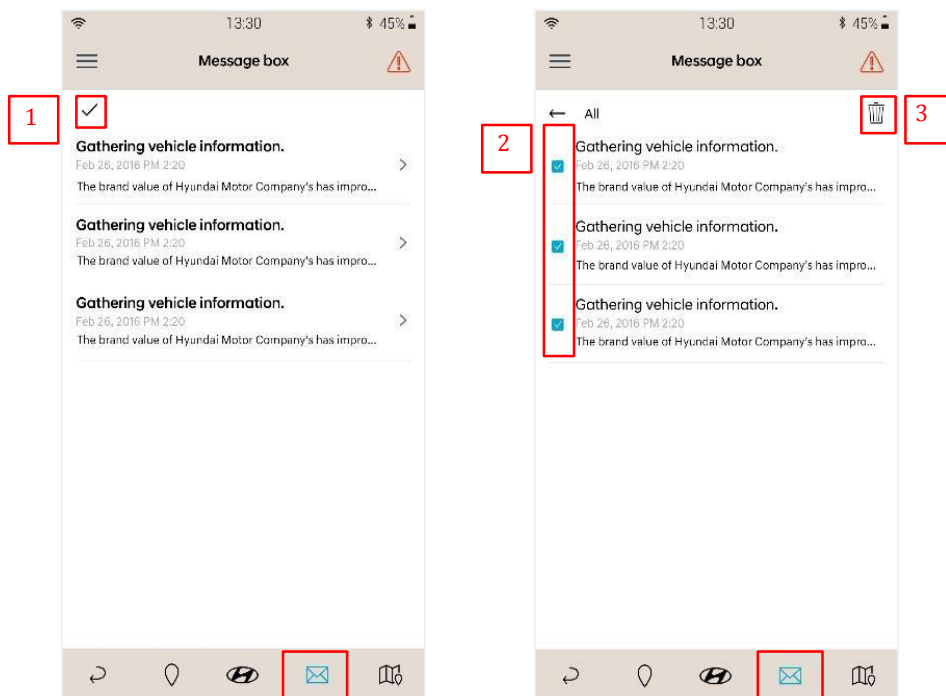 13:30
45%
Message box
1
Gathering vehicle information.
Feb 26, 2016 PM 2:20
The brand value of Hyundai Motor Company's has impro...
Gathering vehicle information.
Feb 26, 2016 PM 2:20
The brand value of Hyundai Motor Company's has impro...
Gathering vehicle information.
Feb 26, 2016 PM 2:20
The brand value of Hyundai Motor Company's has impro...
13:30
45%
Message box
All
3
2
Gathering vehicle information.
Feb 26, 2016 PM 2:20
The brand value of Hyundai Motor Company's has impro...
Gathering vehicle information.
Feb 26, 2016 PM 2:20
The brand value of Hyundai Motor Company's has impro...
Gathering vehicle information.
Feb 26, 2016 PM 2:20
The brand value of Hyundai Motor Company's has impro...